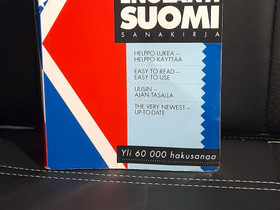 ENGLANTI
SUOMI
SANAKIRJA
HELPPO LUKEA –
HELPPO KÄYTTÄÄ
EASY TO READ –
EASY TO USE
UUSIN –
AJAN TASALLA
THE VERY NEWEST –
UP-TO-DATE
Yli 60 000 hakusanaa